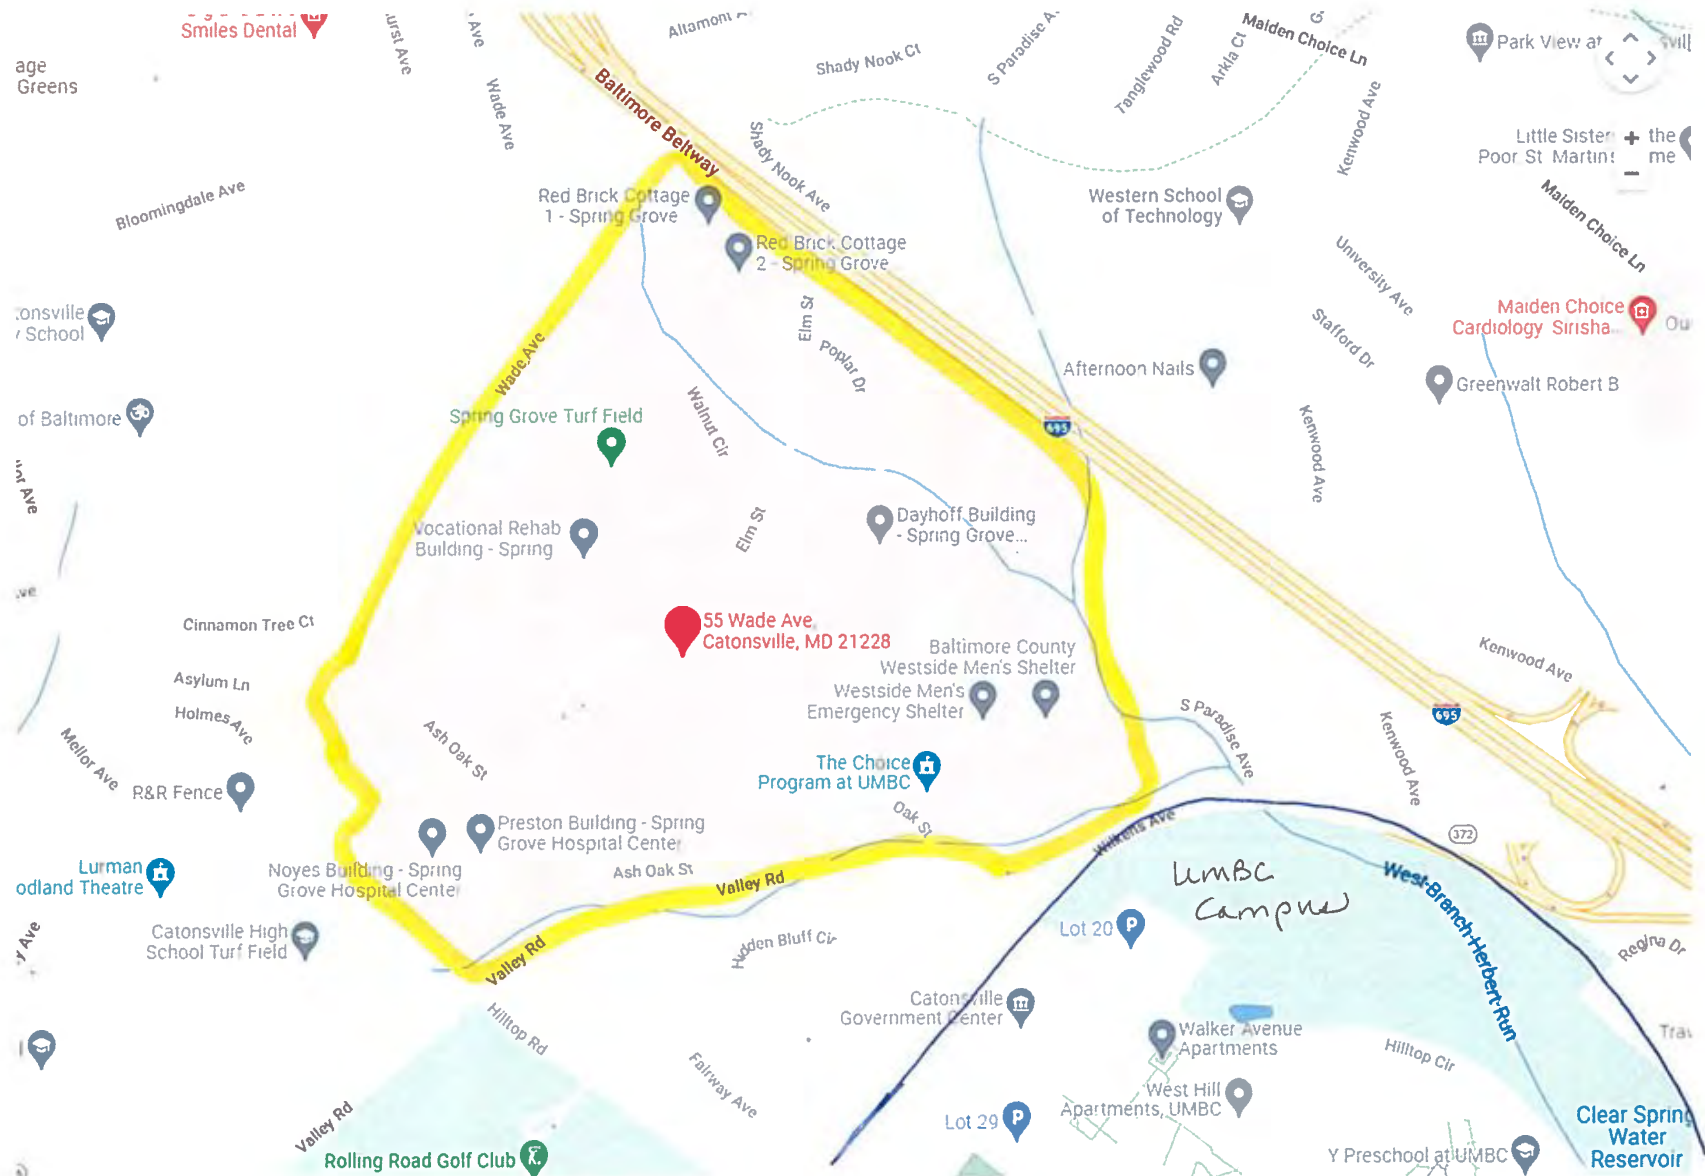 Smiles Dental
Altamont
Wade Ave
Shady Nook Ct
S Paradise
Tanglewood Rd
Arkla Ct
Maiden Choice Ln
Park View at
age
Greens
Baltimore Beltway
Kenwood Ave
Little Sister
the
Poor St Martin
me
+
−
Shady Nook Ave
Bloomingdale Ave
Red Brick Cottage
1 - Spring Grove
Red Brick Cottage
2 - Spring Grove
Western School
of Technology
Maiden Choice Ln
University Ave
onsville
School
Elm St
Poplar Dr
Wade Ave
Stafford Dr
Maiden Choice
Cardiology Sirisha...
Ou
Afternoon Nails
Greenwalt Robert B
of Baltimore
Spring Grove Turf Field
Walnut Cir
695
Kenwood Ave
Ave
Vocational Rehab
Building - Spring
Elm St
Dayhoff Building
- Spring Grove...
Cinnamon Tree Ct
55 Wade Ave
Catonsville, MD 21228
Baltimore County
Westside Men's Shelter
Kenwood Ave
Asylum Ln
Westside Men's
Emergency Shelter
Holmes Ave
S Paradise Ave
695
Mellor Ave
Ash Oak St
Kenwood Ave
R&R Fence
The Choice
Program at UMBC
Oak St
Preston Building - Spring
Grove Hospital Center
Wilkens Ave
372
Lurman
odland Theatre
Noyes Building - Spring
Grove Hospital Center
Ash Oak St
Valley Rd
UMBC
Campus
West Branch Herbert Run
Catonsville High
School Turf Field
Valley Rd
Hidden Bluff Cir
Lot 20
P
Regina Dr
y Ave
Hilltop Rd
Catonsville
Government Center
Walker Avenue
Apartments
Hilltop Cir
Trav
Fairway Ave
West Hill
Apartments, UMBC
Valley Rd
Lot 29
P
Clear Spring
Water
Reservoir
Rolling Road Golf Club
Y Preschool at UMBC